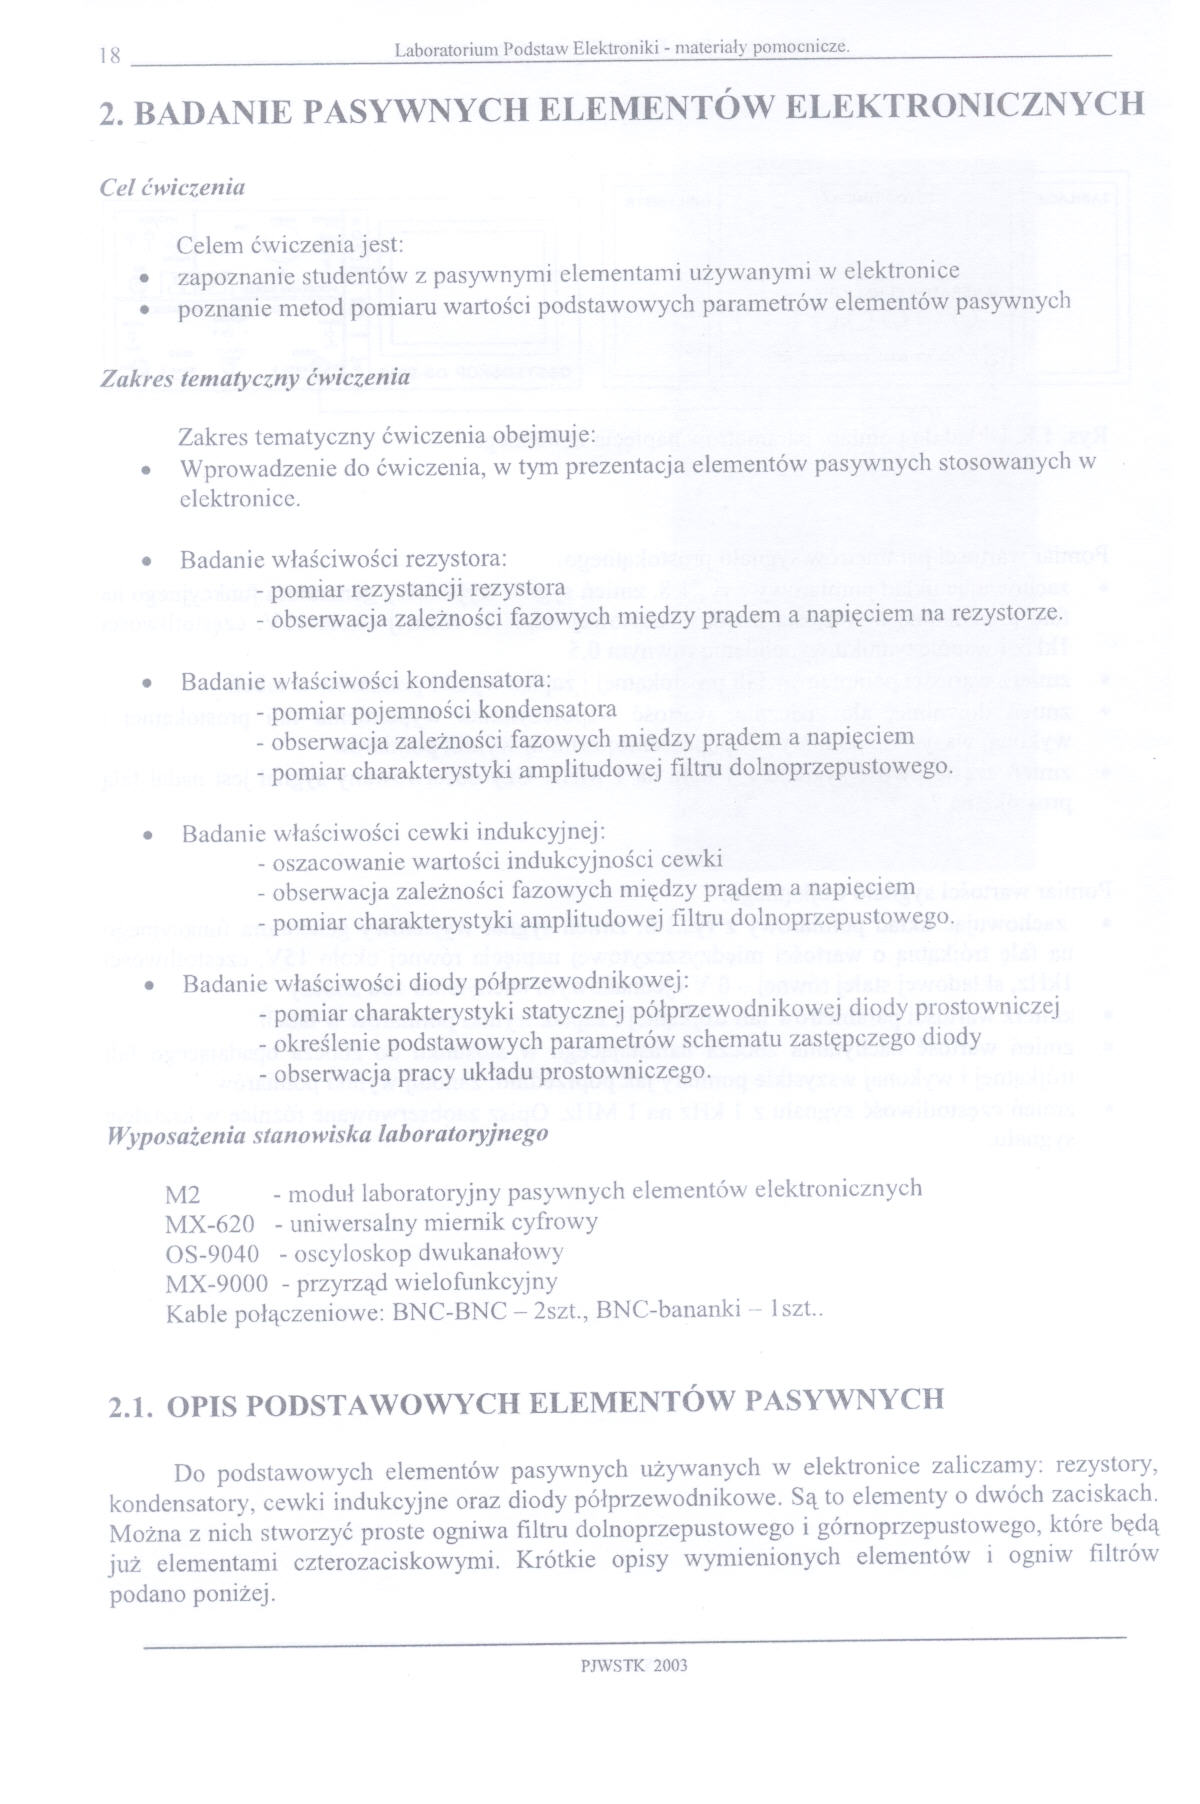 18 Laboratorium Podstaw Elektroniki - materiały pomocnicze.
2. BADANIE PASYWNYCH ELEMENTÓW ELEKTRONICZNYCH
Cel ćwiczenia
Celem ćwiczenia jest:
• zapoznanie studentów z pasywnymi elementami używanymi w elektronice
• poznanie metod pomiaru wartości podstawowych parametrów elementów pasywnych
Zakres tematyczny ćwiczenia
Zakres tematyczny ćwiczenia obejmuje:
• Wprowadzenie do ćwiczenia, w tym prezentacja elementów pasywnych stosowanych w
elektronice.
• Badanie właściwości rezystora:
- pomiar rezystancji rezystora
- obserwacja zależności fazowych między prądem a napięciem na rezystorze.
• Badanie właściwości kondensatora:
- pomiar pojemności kondensatora
- obserwacja zależności fazowych między prądem a napięciem
- pomiar charakterystyki amplitudowej filtru dolnoprzepustowego.
• Badanie właściwości cewki indukcyjnej:
- oszacowanie wartości indukcyjności cewki
- obserwacja zależności fazowych między prądem a napięciem
- pomiar charakterystyki amplitudowej filtru dolnoprzepustowego.
• Badanie właściwości diody półprzewodnikowej:
- pomiar charakterystyki statycznej półprzewodnikowej diody prostowniczej
- określenie podstawowych parametrów schematu zastępczego diody
- obserwacja pracy układu prostowniczego.
Wyposażenia stanowiska laboratoryjnego
M2 - moduł laboratoryjny pasywnych elementów elektronicznych
MX-620 - uniwersalny miernik cyfrowy
OS-9040 - oscyloskop dwukanałowy
MX-9000 - przyrząd wielofunkcyjny
Kable połączeniowe: BNC-BNC – 2szt., BNC-bananki – 1szt..
2.1. OPIS PODSTAWOWYCH ELEMENTÓW PASYWNYCH
Do podstawowych elementów pasywnych używanych w elektronice zaliczamy: rezystory,
kondensatory, cewki indukcyjne oraz diody półprzewodnikowe. Są to elementy o dwóch zaciskach.
Można z nich stworzyć proste ogniwa filtru dolnoprzepustowego i górnoprzepustowego, które będą
już elementami czterozaciskowymi. Krótkie opisy wymienionych elementów i ogniw filtrów
podano poniżej.
PJWSTK 2003